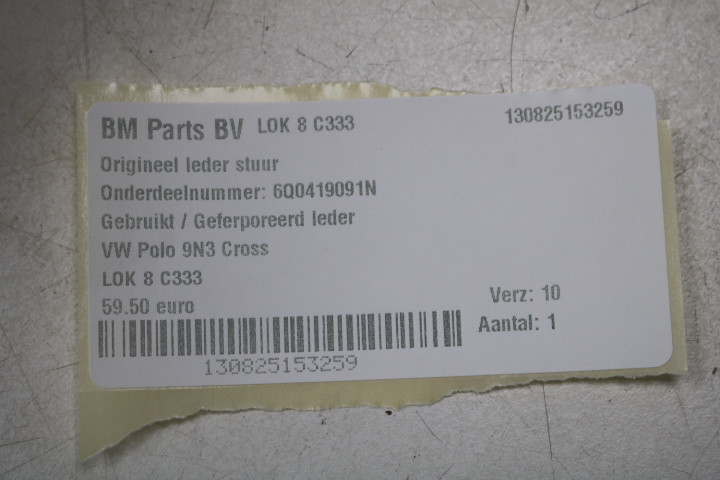 BM Parts BV LOK 8 C333 130825153259
Origineel leder stuur
Onderdeelnummer: 6Q0419091N
Gebruikt / Geferporeerd leder
VW Polo 9N3 Cross
LOK 8 C333
59.50 euro Verz: 10
Aantal: 1
130825153259